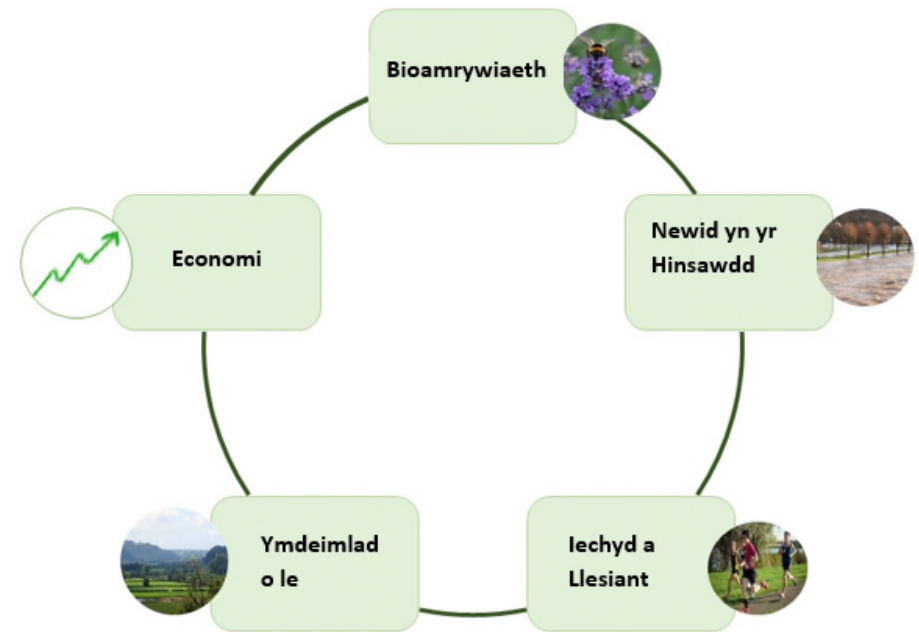 Bioamrywiaeth
Newid yn yr
Hinsawdd
Iechyd a
Llesiant
Ymdeimlad
o le
Economi